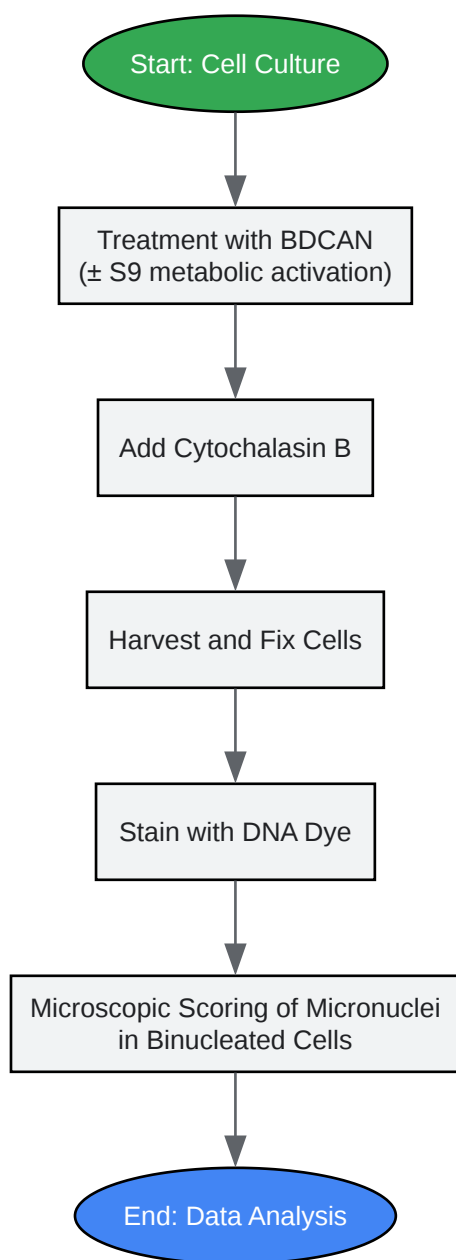 Start: Cell Culture
Treatment with BDCAN
(± S9 metabolic activation)
Add Cytochalasin B
Harvest and Fix Cells
Stain with DNA Dye
Microscopic Scoring of Micronuclei
in Binucleated Cells
End: Data Analysis